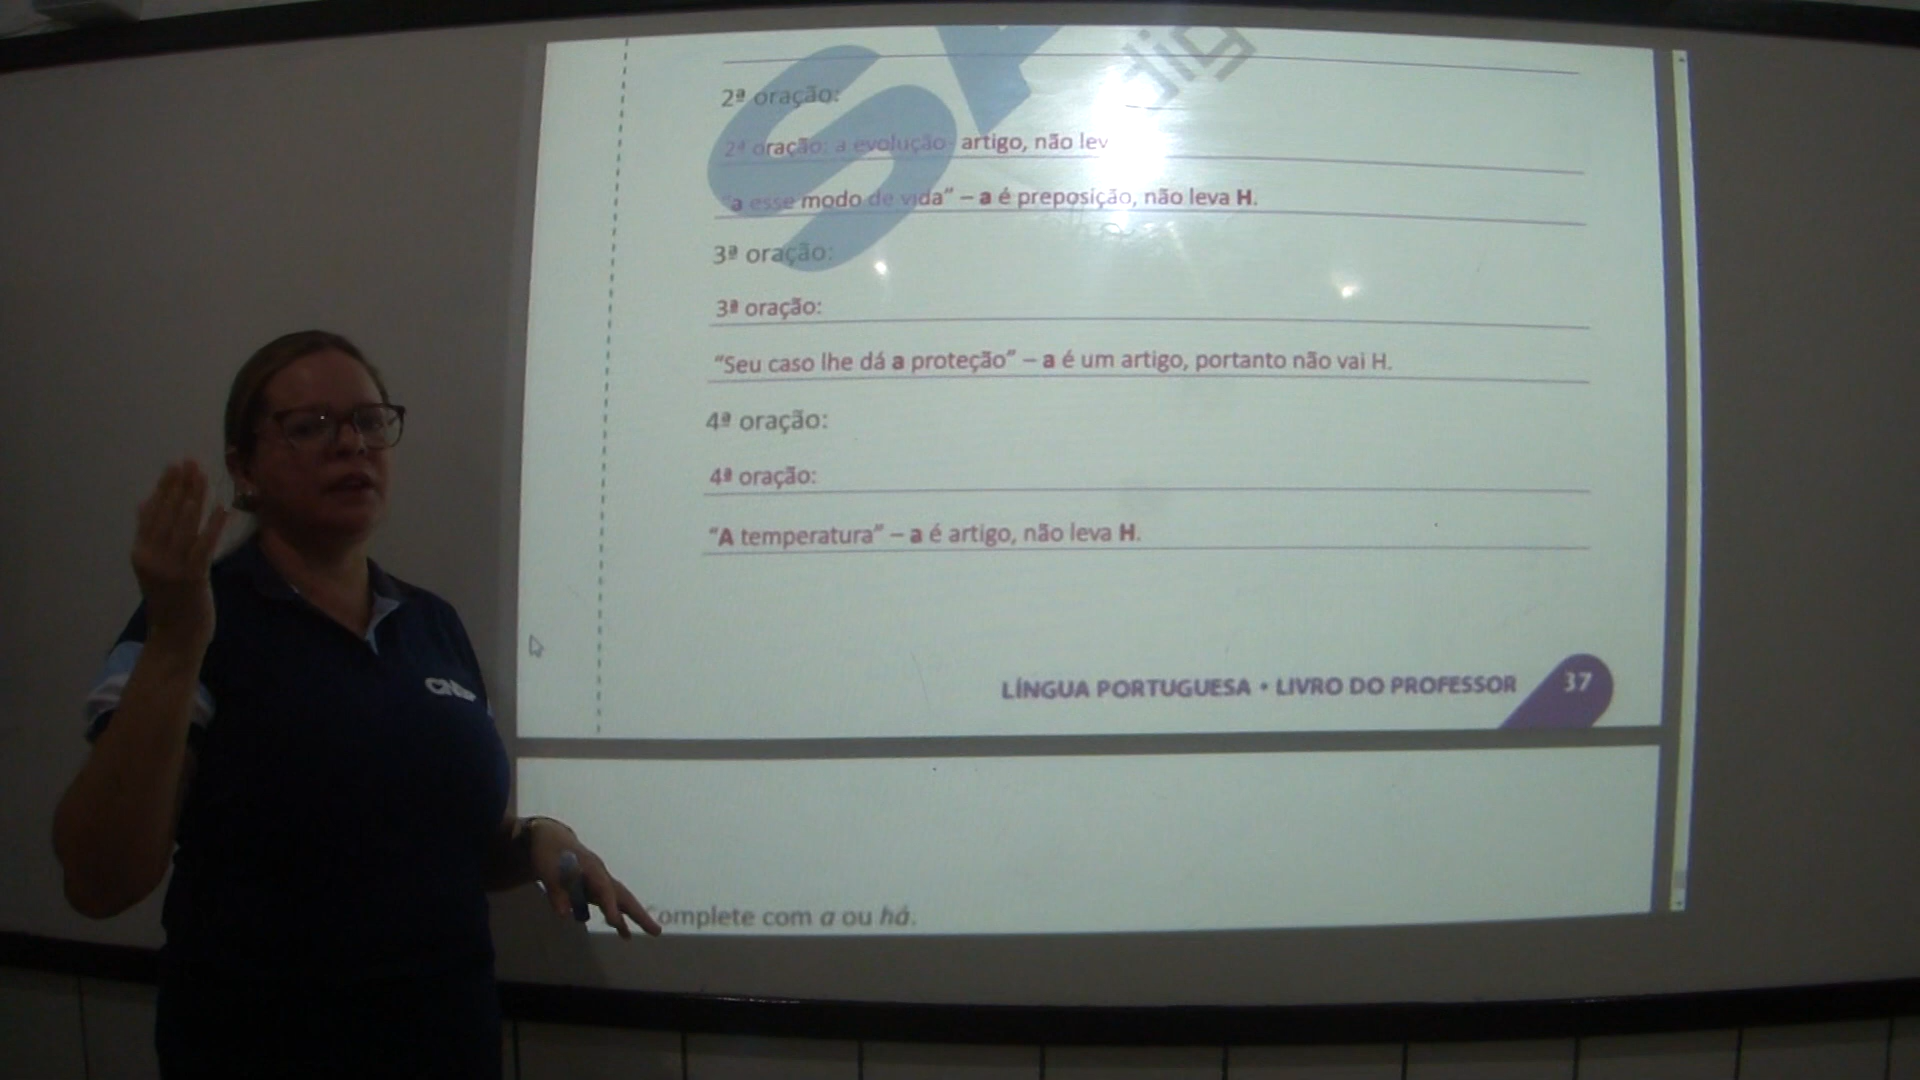 2ª oração:
2ª oração: a evolução- artigo, não lev
"a esse modo de vida" – a é preposição, não leva H.
3ª oração:
3ª oração:
"Seu caso lhe dá a proteção" – a é um artigo, portanto não vai H.
4ª oração:
4ª oração:
"A temperatura" – a é artigo, não leva H.
LÍNGUA PORTUGUESA • LIVRO DO PROFESSOR 37
Complete com a ou há.